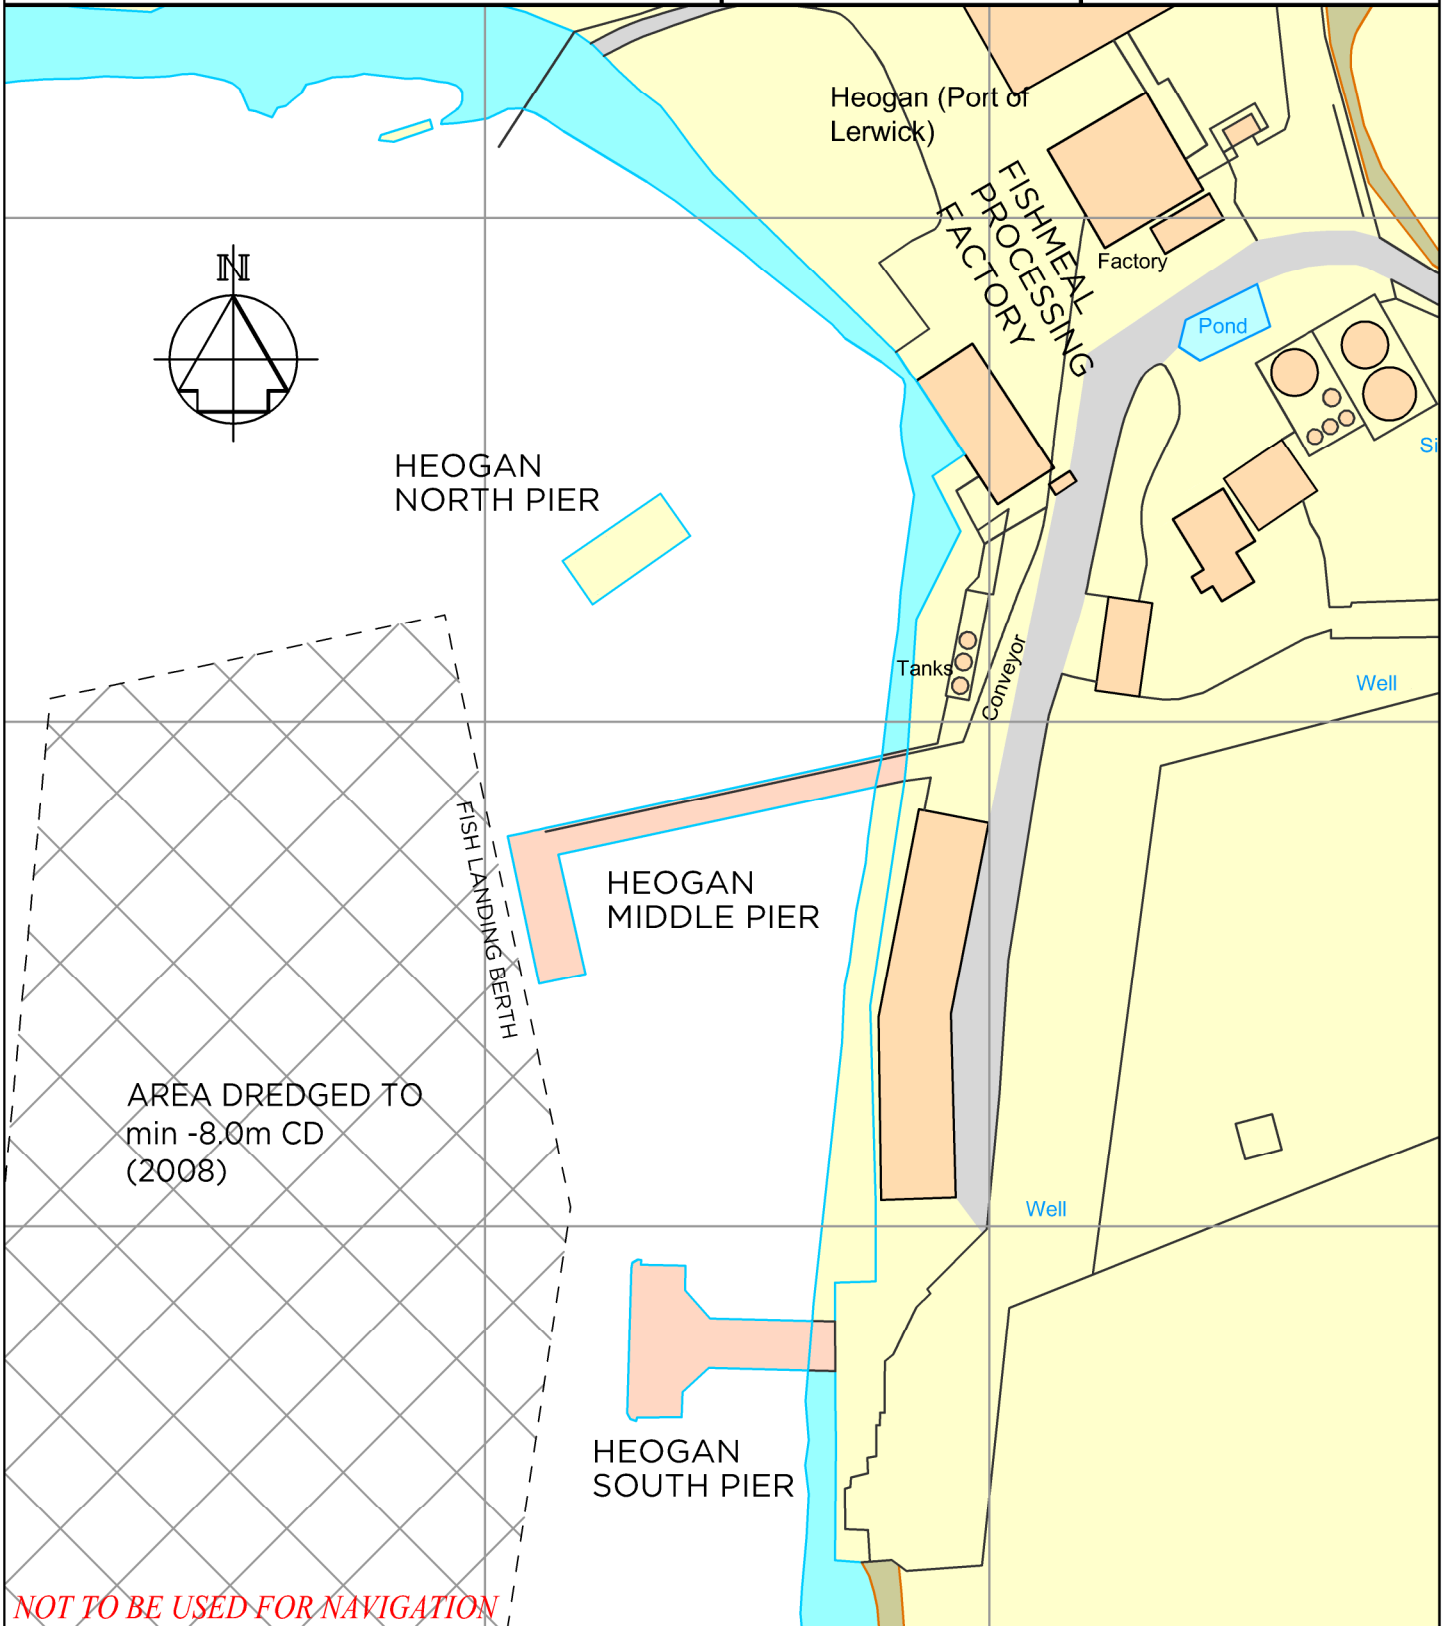 Heogan (Port of
Lerwick)
FISHMEAL
PROCESSING
FACTORY
Factory
N
Pond
Si
HEOGAN
NORTH PIER
Tanks
Conveyor
Well
FISH LANDING BERTH
HEOGAN
MIDDLE PIER
AREA DREDGED TO
min -8.0m CD
(2008)
Well
HEOGAN
SOUTH PIER
NOT TO BE USED FOR NAVIGATION